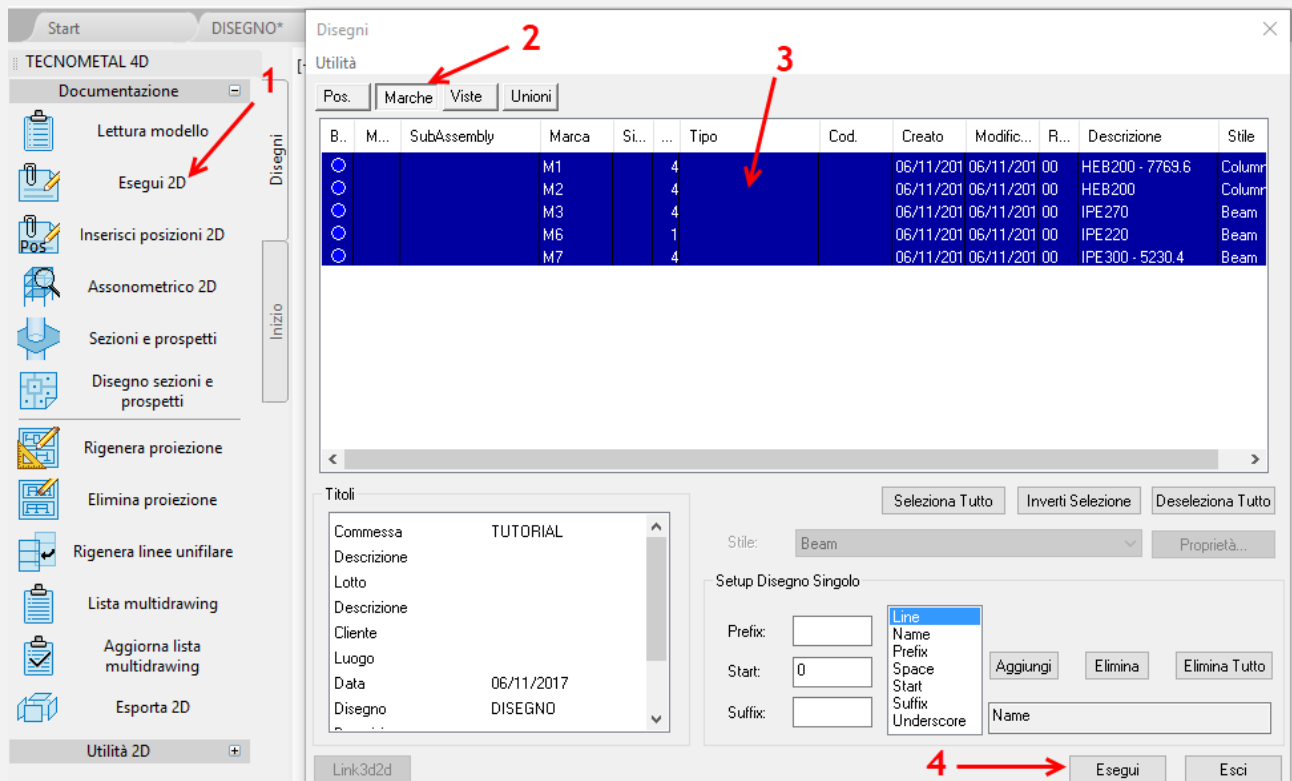 Start
DISEGNO*
TECNOMETAL 4D
Documentazione
Lettura modello
Esegui 2D
Inserisci posizioni 2D
Pos
Assonometrico 2D
Sezioni e prospetti
Disegno sezioni e
prospetti
Rigenera proiezione
Elimina proiezione
Rigenera linee unifilare
Lista multidrawing
Aggiorna lista
multidrawing
Esporta 2D
Utilità 2D
Disegni
Inizio
1
Disegni
2
Utilità
3
Pos. Marche Viste Unioni
B.. M... SubAssembly Marca Si... ... Tipo Cod. Creato Modific... R... Descrizione Stile
M1 4 06/11/201 06/11/201 00 HEB200 - 7769.6 Column
M2 4 06/11/201 06/11/201 00 HEB200 Column
M3 4 06/11/201 06/11/201 00 IPE270 Beam
M6 1 06/11/201 06/11/201 00 IPE220 Beam
M7 4 06/11/201 06/11/201 00 IPE300 - 5230.4 Beam
Titoli
Commessa TUTORIAL
Descrizione
Lotto
Descrizione
Cliente
Luogo
Data 06/11/2017
Disegno DISEGNO
Seleziona Tutto Inverti Selezione Deseleziona Tutto
Stile: Beam Proprietà...
Setup Disegno Singolo
Prefix:
Start: 0
Suffix:
Line
Name
Prefix
Space
Start
Suffix
Underscore
Aggiungi Elimina Elimina Tutto
Name
Link3d2d
4
Esegui Esci